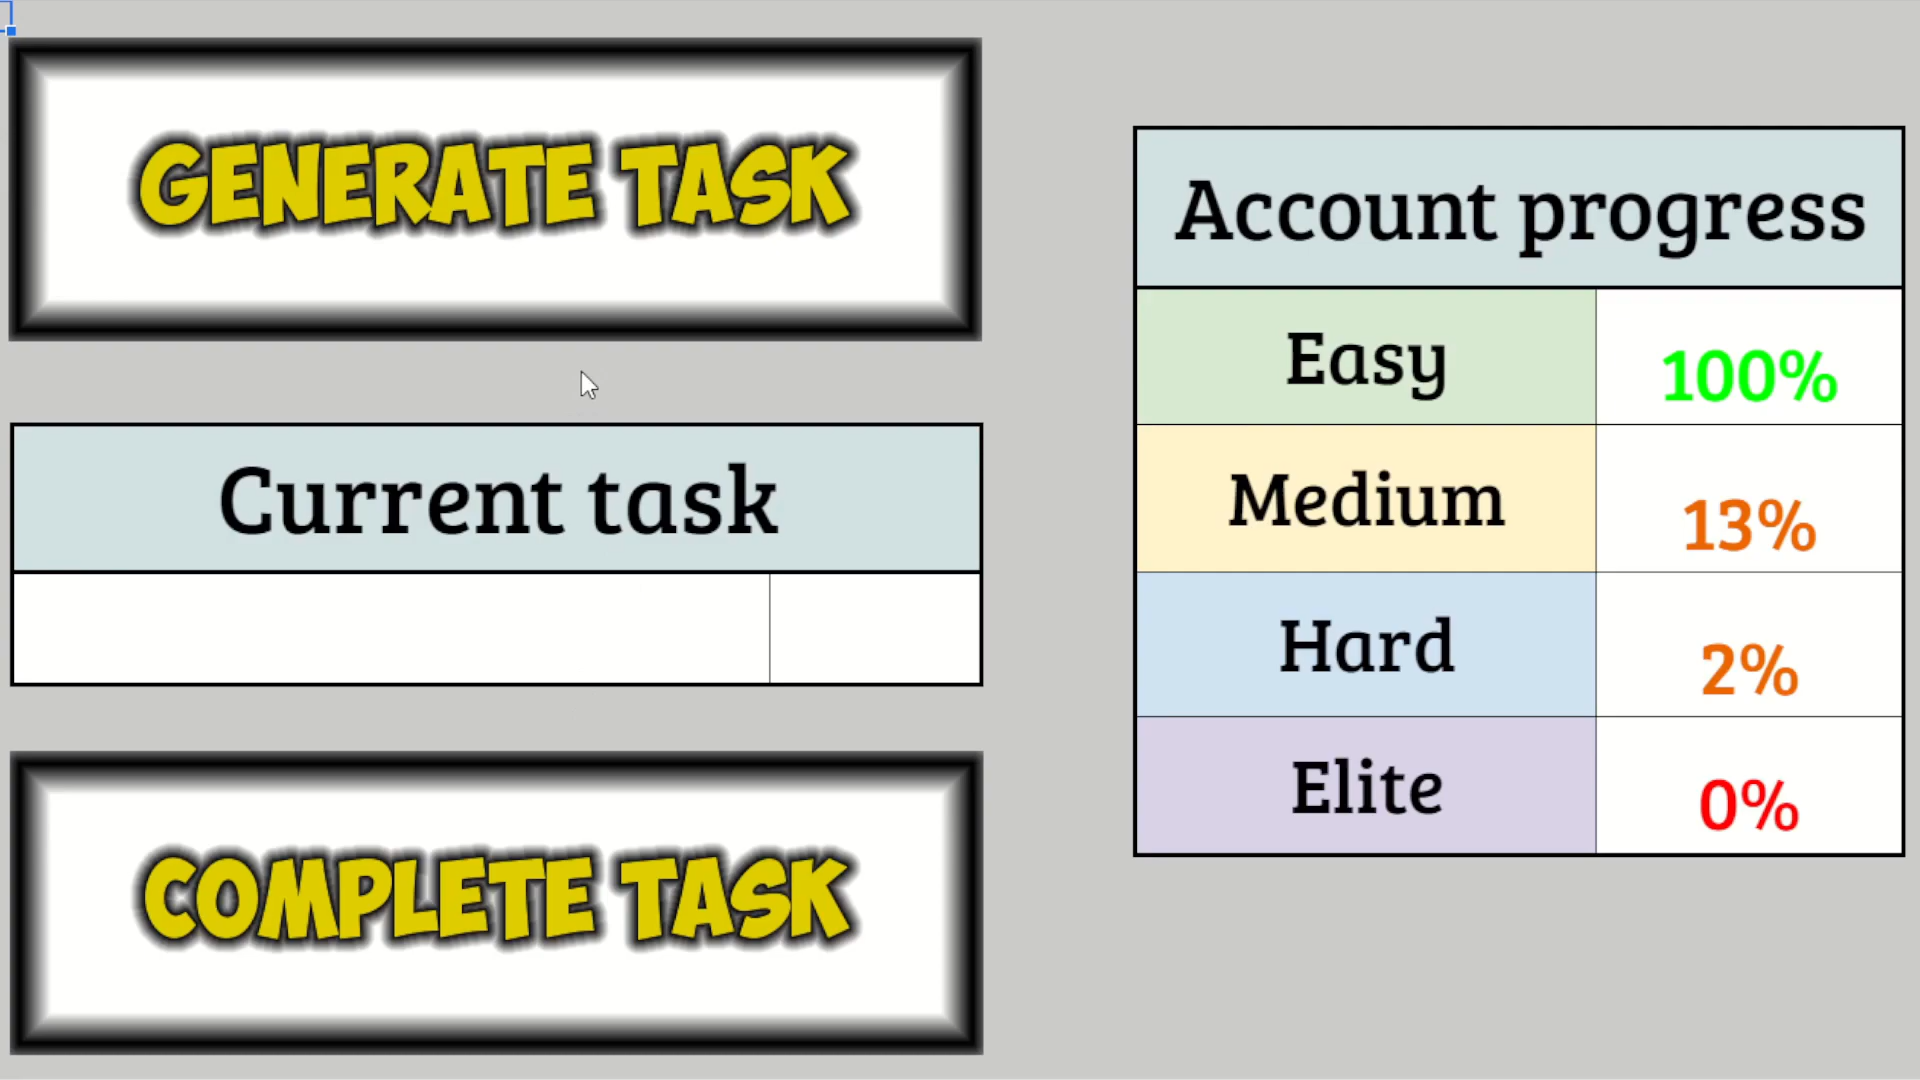 GENERATE TASK
Current task
COMPLETE TASK
Account progress
Easy 100%
Medium 13%
Hard 2%
Elite 0%